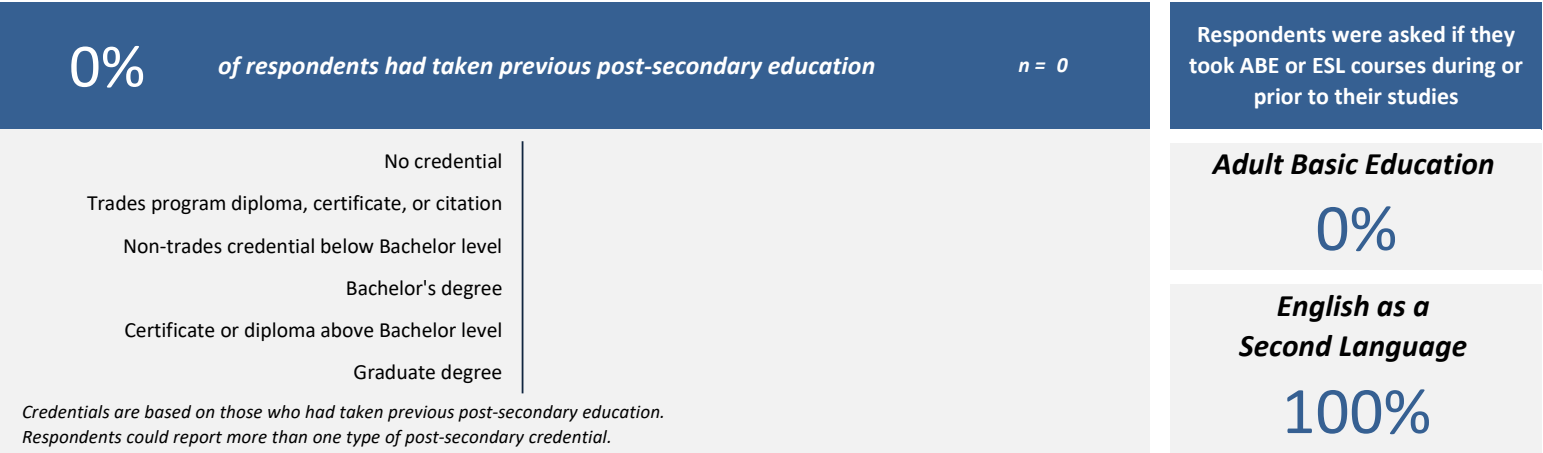 0% of respondents had taken previous post-secondary education n = 0
No credential
Trades program diploma, certificate, or citation
Non-trades credential below Bachelor level
Bachelor's degree
Certificate or diploma above Bachelor level
Graduate degree
Credentials are based on those who had taken previous post-secondary education.
Respondents could report more than one type of post-secondary credential.
Respondents were asked if they
took ABE or ESL courses during or
prior to their studies
Adult Basic Education
0%
English as a
Second Language
100%